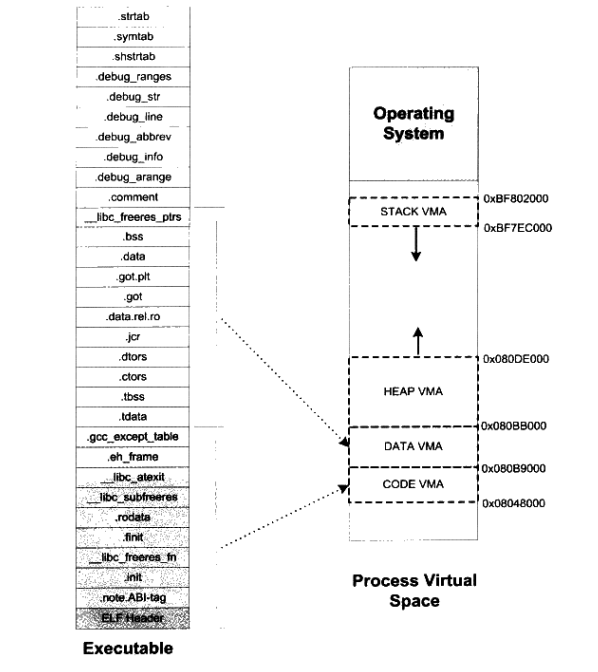 .strtab
.symtab
.shstrtab
.debug_ranges
.debug_str
.debug_line
.debug_abbrev
.debug_info
.debug_arange
.comment
__libc_freeres_ptrs
.bss
.data
.got.plt
.got
.data.rel.ro
.jcr
.dtors
.ctors
.tbss
.tdata
.gcc_except_table
.eh_frame
__libc_atexit
__libc_subfreeres
.rodata
.finit
__libc_freeres_fn
.init
.note.ABI-tag
ELF Header
Executable
Operating
System
0xBF802000
STACK VMA
0xBF7EC000
0x080DE000
HEAP VMA
0x080BB000
DATA VMA
0x080B9000
CODE VMA
0x08048000
Process Virtual
Space